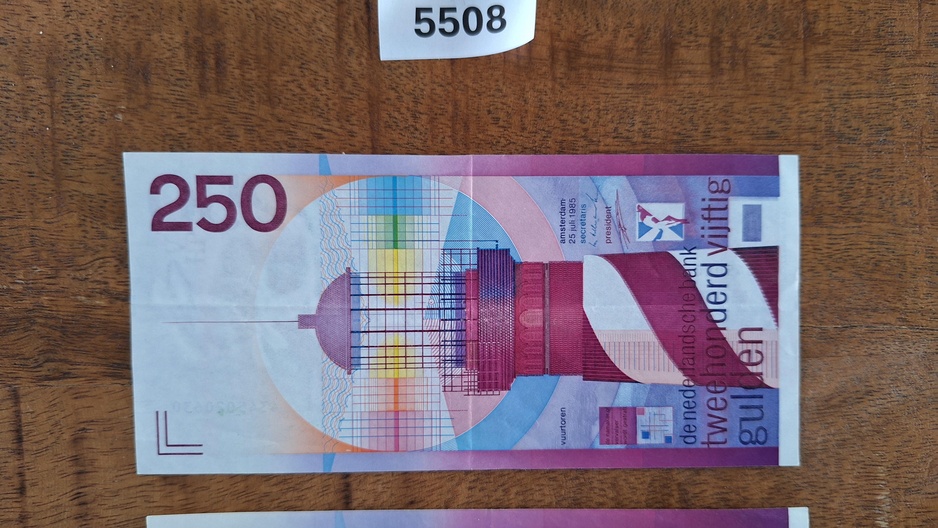 5508
250
amsterdam
25 juli 1985
secretaris
president
vuurtoren
de nederlandsche bank
tweehonderd vijftig
gulden